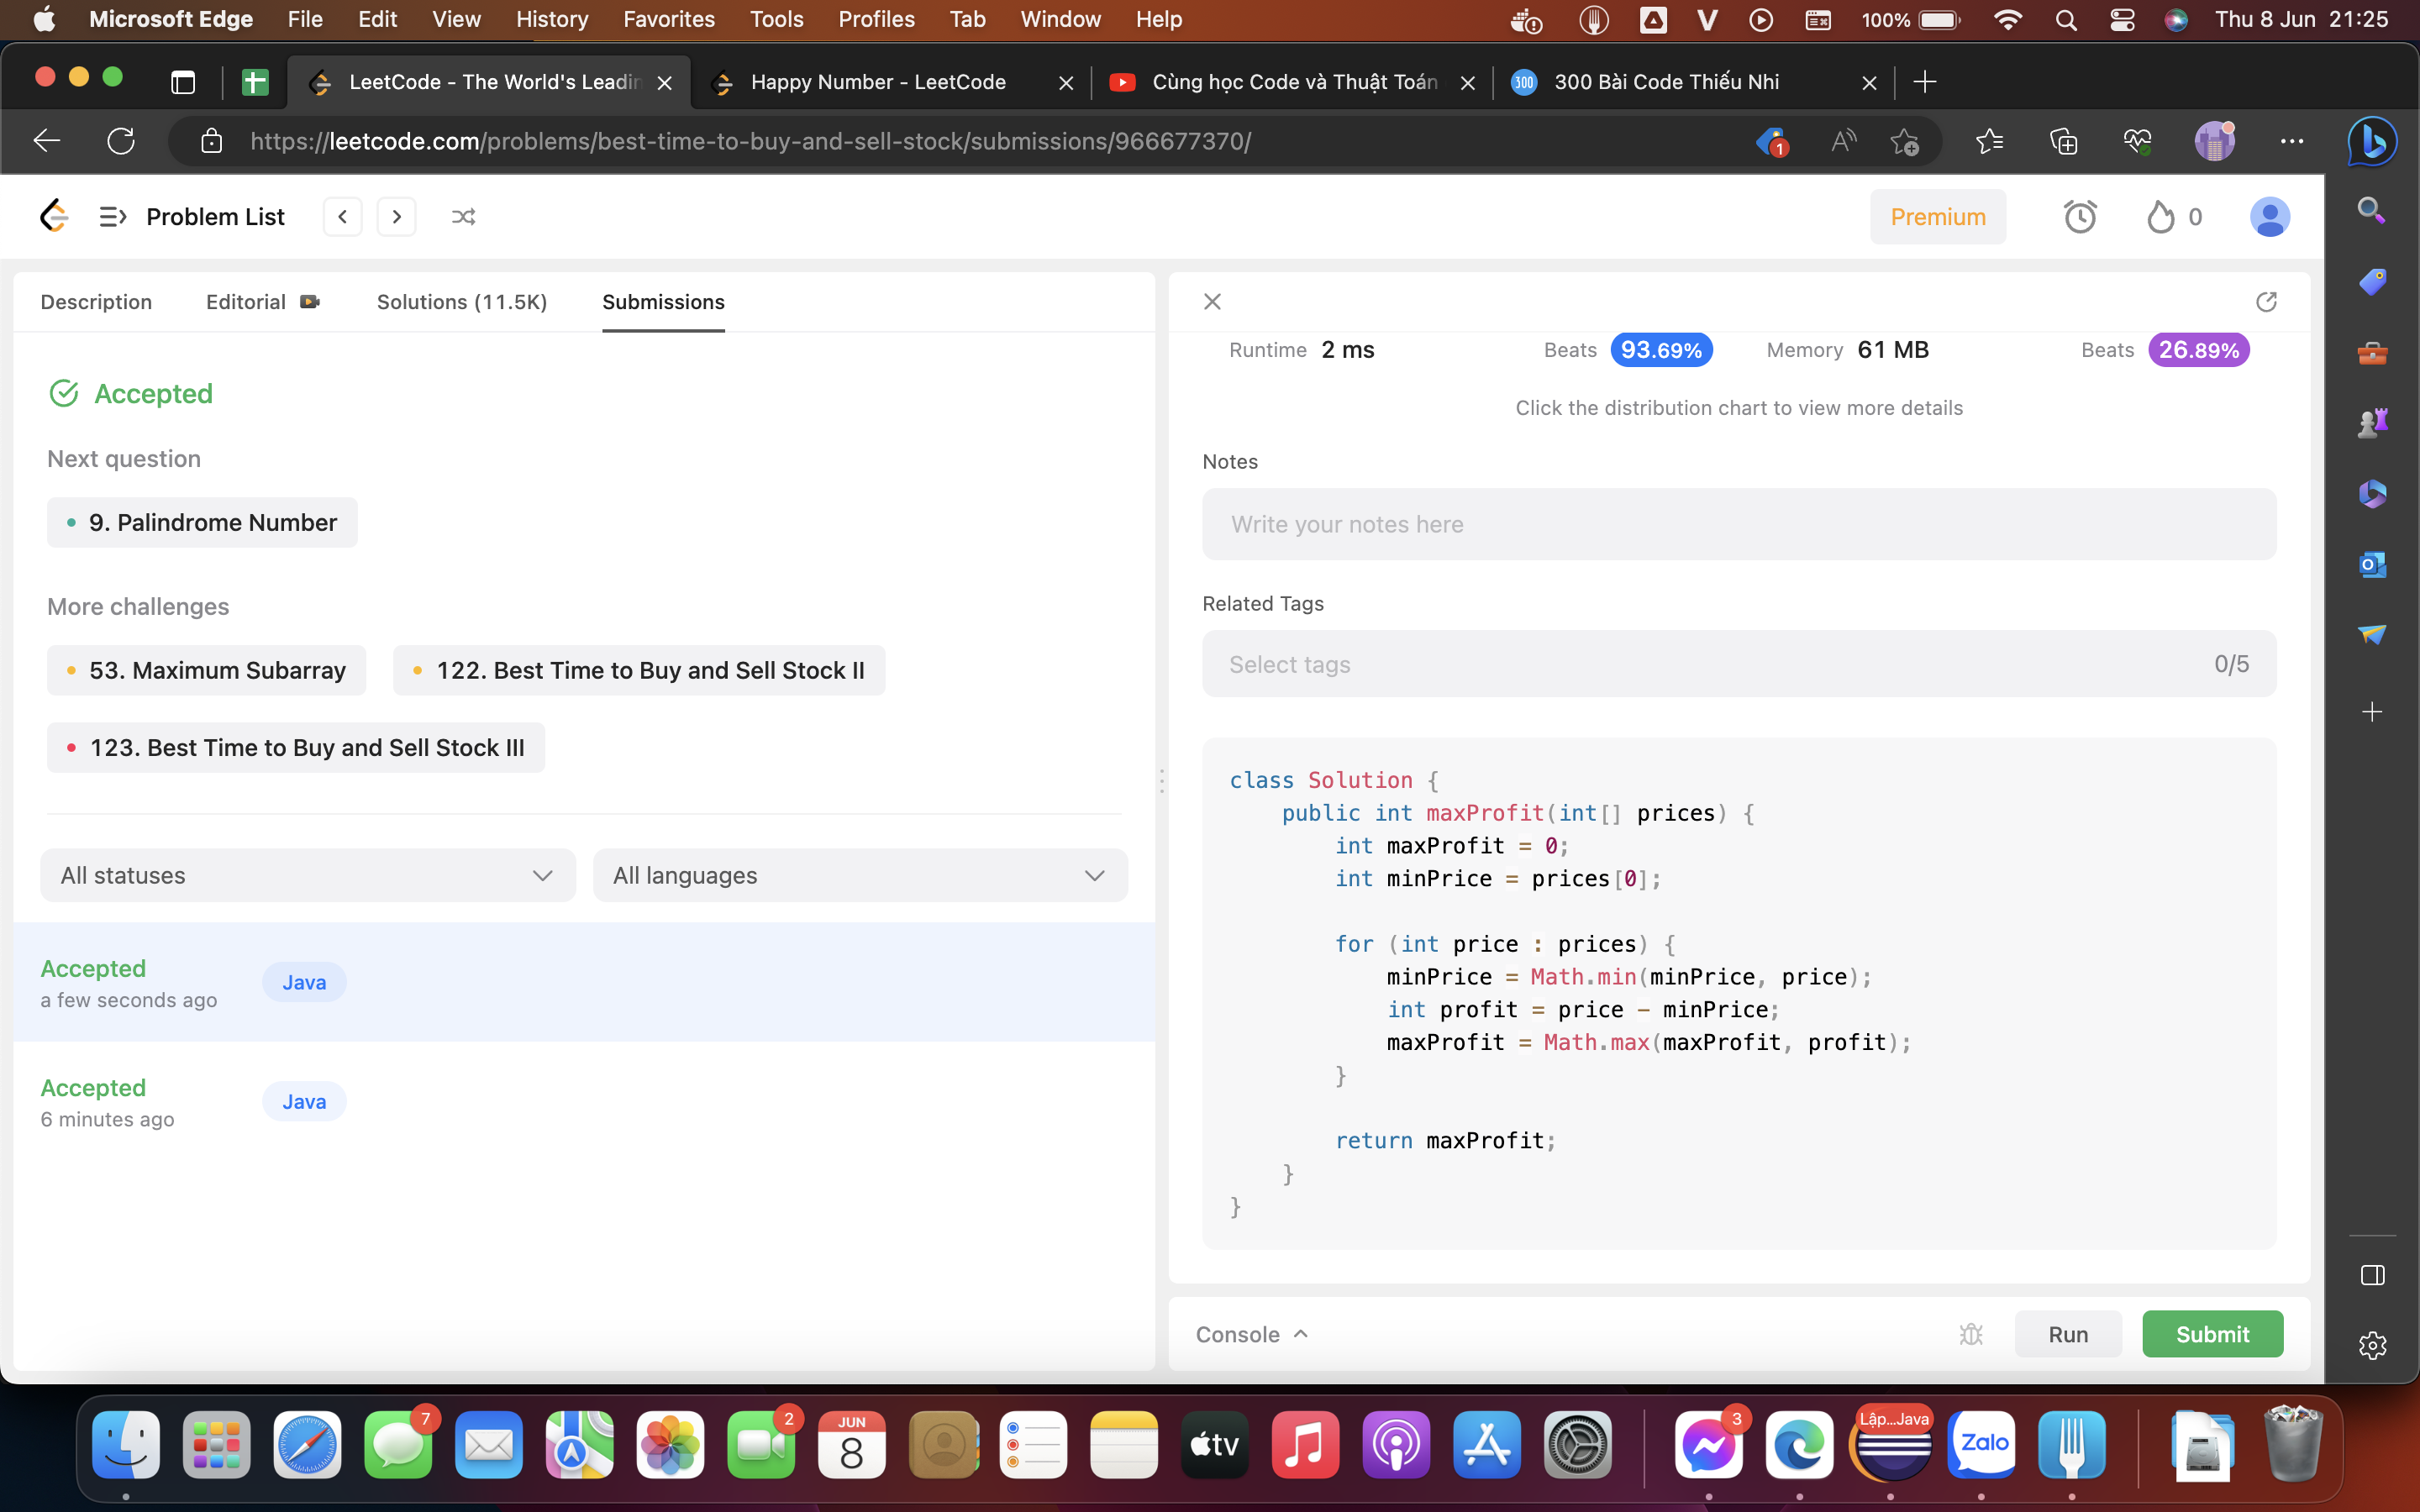 Microsoft Edge File Edit View History Favorites Tools Profiles Tab Window Help 100% Thu 8 Jun 21:25
LeetCode - The World's Leadin Happy Number - LeetCode Cùng học Code và Thuật Toán 300 300 Bài Code Thiếu Nhi
https://leetcode.com/problems/best-time-to-buy-and-sell-stock/submissions/966677370/ 1
Problem List Premium 0
Description Editorial Solutions (11.5K) Submissions
Accepted
Next question
9. Palindrome Number
More challenges
53. Maximum Subarray 122. Best Time to Buy and Sell Stock II
123. Best Time to Buy and Sell Stock III
All statuses All languages
Accepted Java
a few seconds ago
Accepted Java
6 minutes ago
Runtime 2 ms Beats 93.69% Memory 61 MB Beats 26.89%
Click the distribution chart to view more details
Notes
Write your notes here
Related Tags
Select tags 0/5
class Solution {
public int maxProfit(int[] prices) {
int maxProfit = 0;
int minPrice = prices[0];
for (int price : prices) {
minPrice = Math.min(minPrice, price);
int profit = price - minPrice;
maxProfit = Math.max(maxProfit, profit);
}
return maxProfit;
}
}
Console Run Submit
7 2 JUN 8 tv 3 Lập...Java Zalo